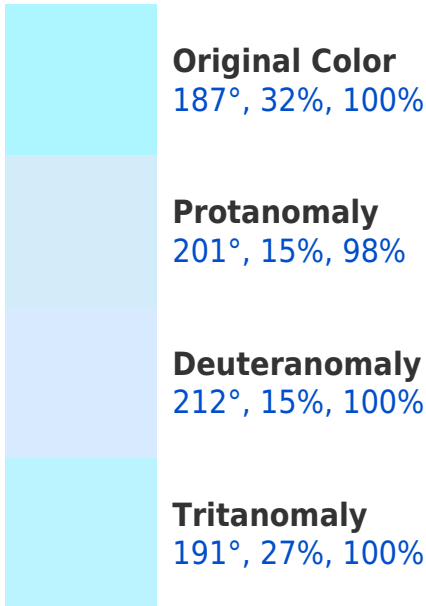 Original Color
187°, 32%, 100%
Protanomaly
201°, 15%, 98%
Deuteranomaly
212°, 15%, 100%
Tritanomaly
191°, 27%, 100%